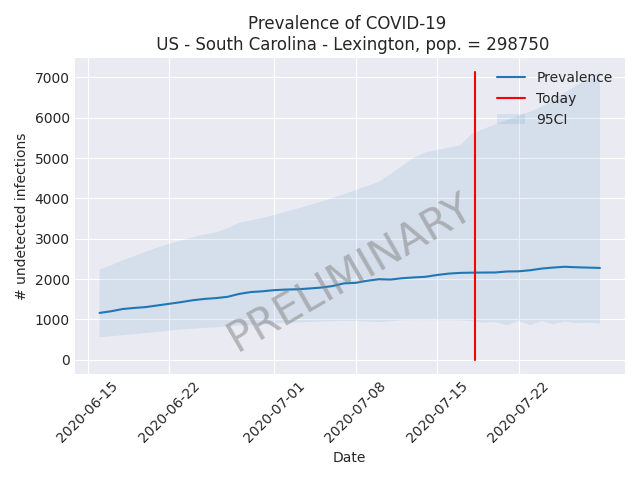 Prevalence of COVID-19
US - South Carolina - Lexington, pop. = 298750
7000
6000
5000
4000
3000
2000
1000
0
# undetected infections
Prevalence
Today
95CI
PRELIMINARY
2020-06-15
2020-06-22
2020-07-01
2020-07-08
2020-07-15
2020-07-22
Date